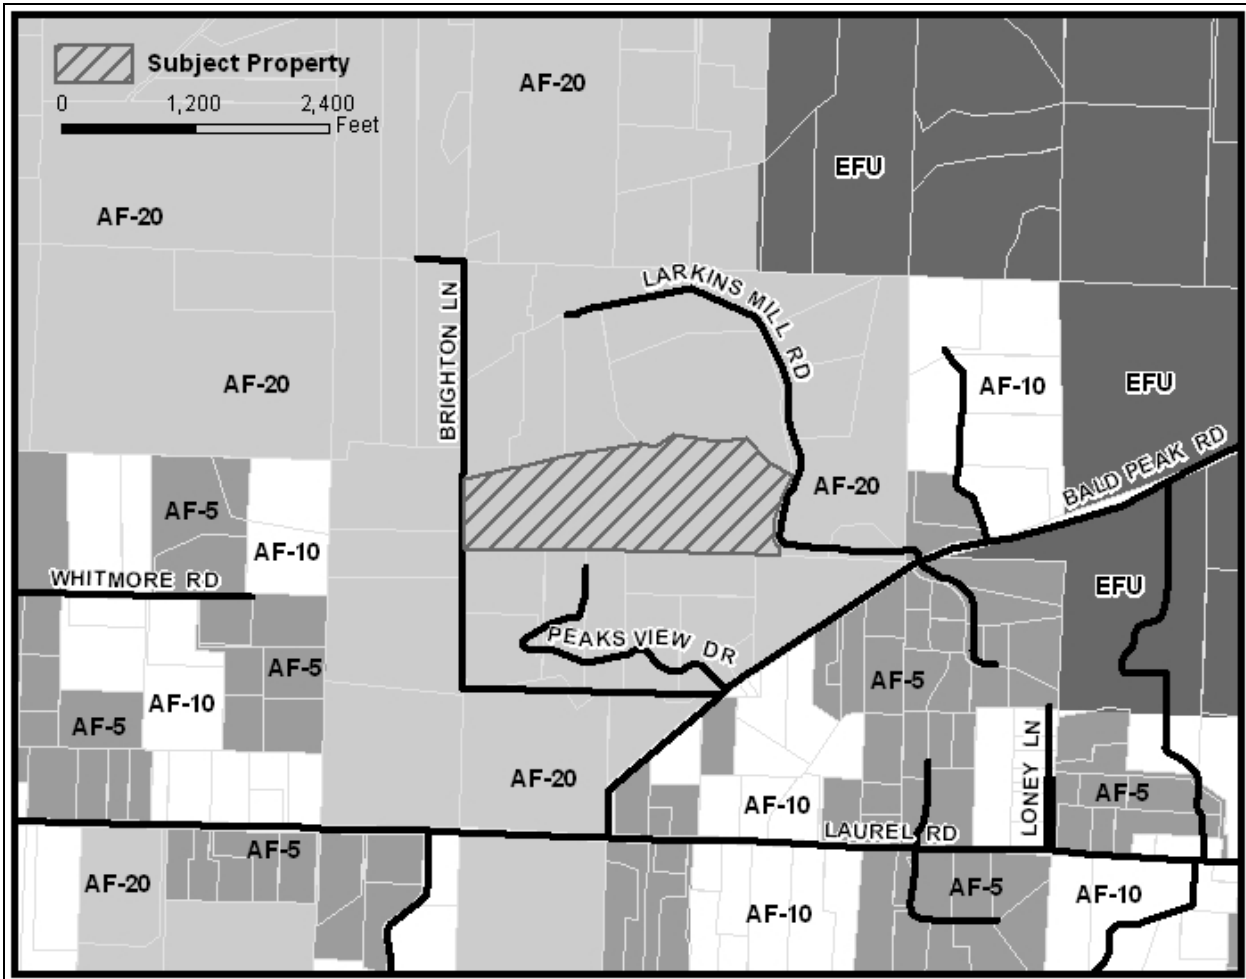 Subject Property
0 1,200 2,400
Feet
AF-20
EFU
AF-20
LARKINS MILL RD
BRIGHTON LN
AF-20
AF-10
EFU
BALD PEAK RD
AF-20
AF-5
AF-10
WHITMORE RD
EFU
PEAKS VIEW DR
AF-5
AF-5
AF-10
AF-5
LONEY LN
AF-20
AF-10
AF-5
LAUREL RD
AF-5
AF-20
AF-5
AF-10
AF-10